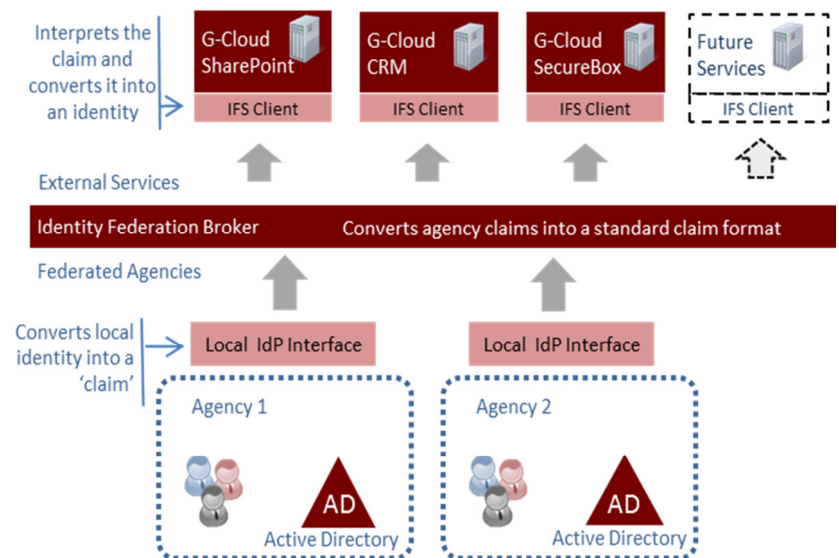 Interprets the
claim and
converts it into
an identity
G-Cloud
SharePoint
IFS Client
G-Cloud
CRM
IFS Client
G-Cloud
SecureBox
IFS Client
Future
Services
IFS Client
External Services
Identity Federation Broker
Converts agency claims into a standard claim format
Federated Agencies
Converts local
identity into a
‘claim’
Local IdP Interface
Local IdP Interface
Agency 1
AD
Active Directory
Agency 2
AD
Active Directory